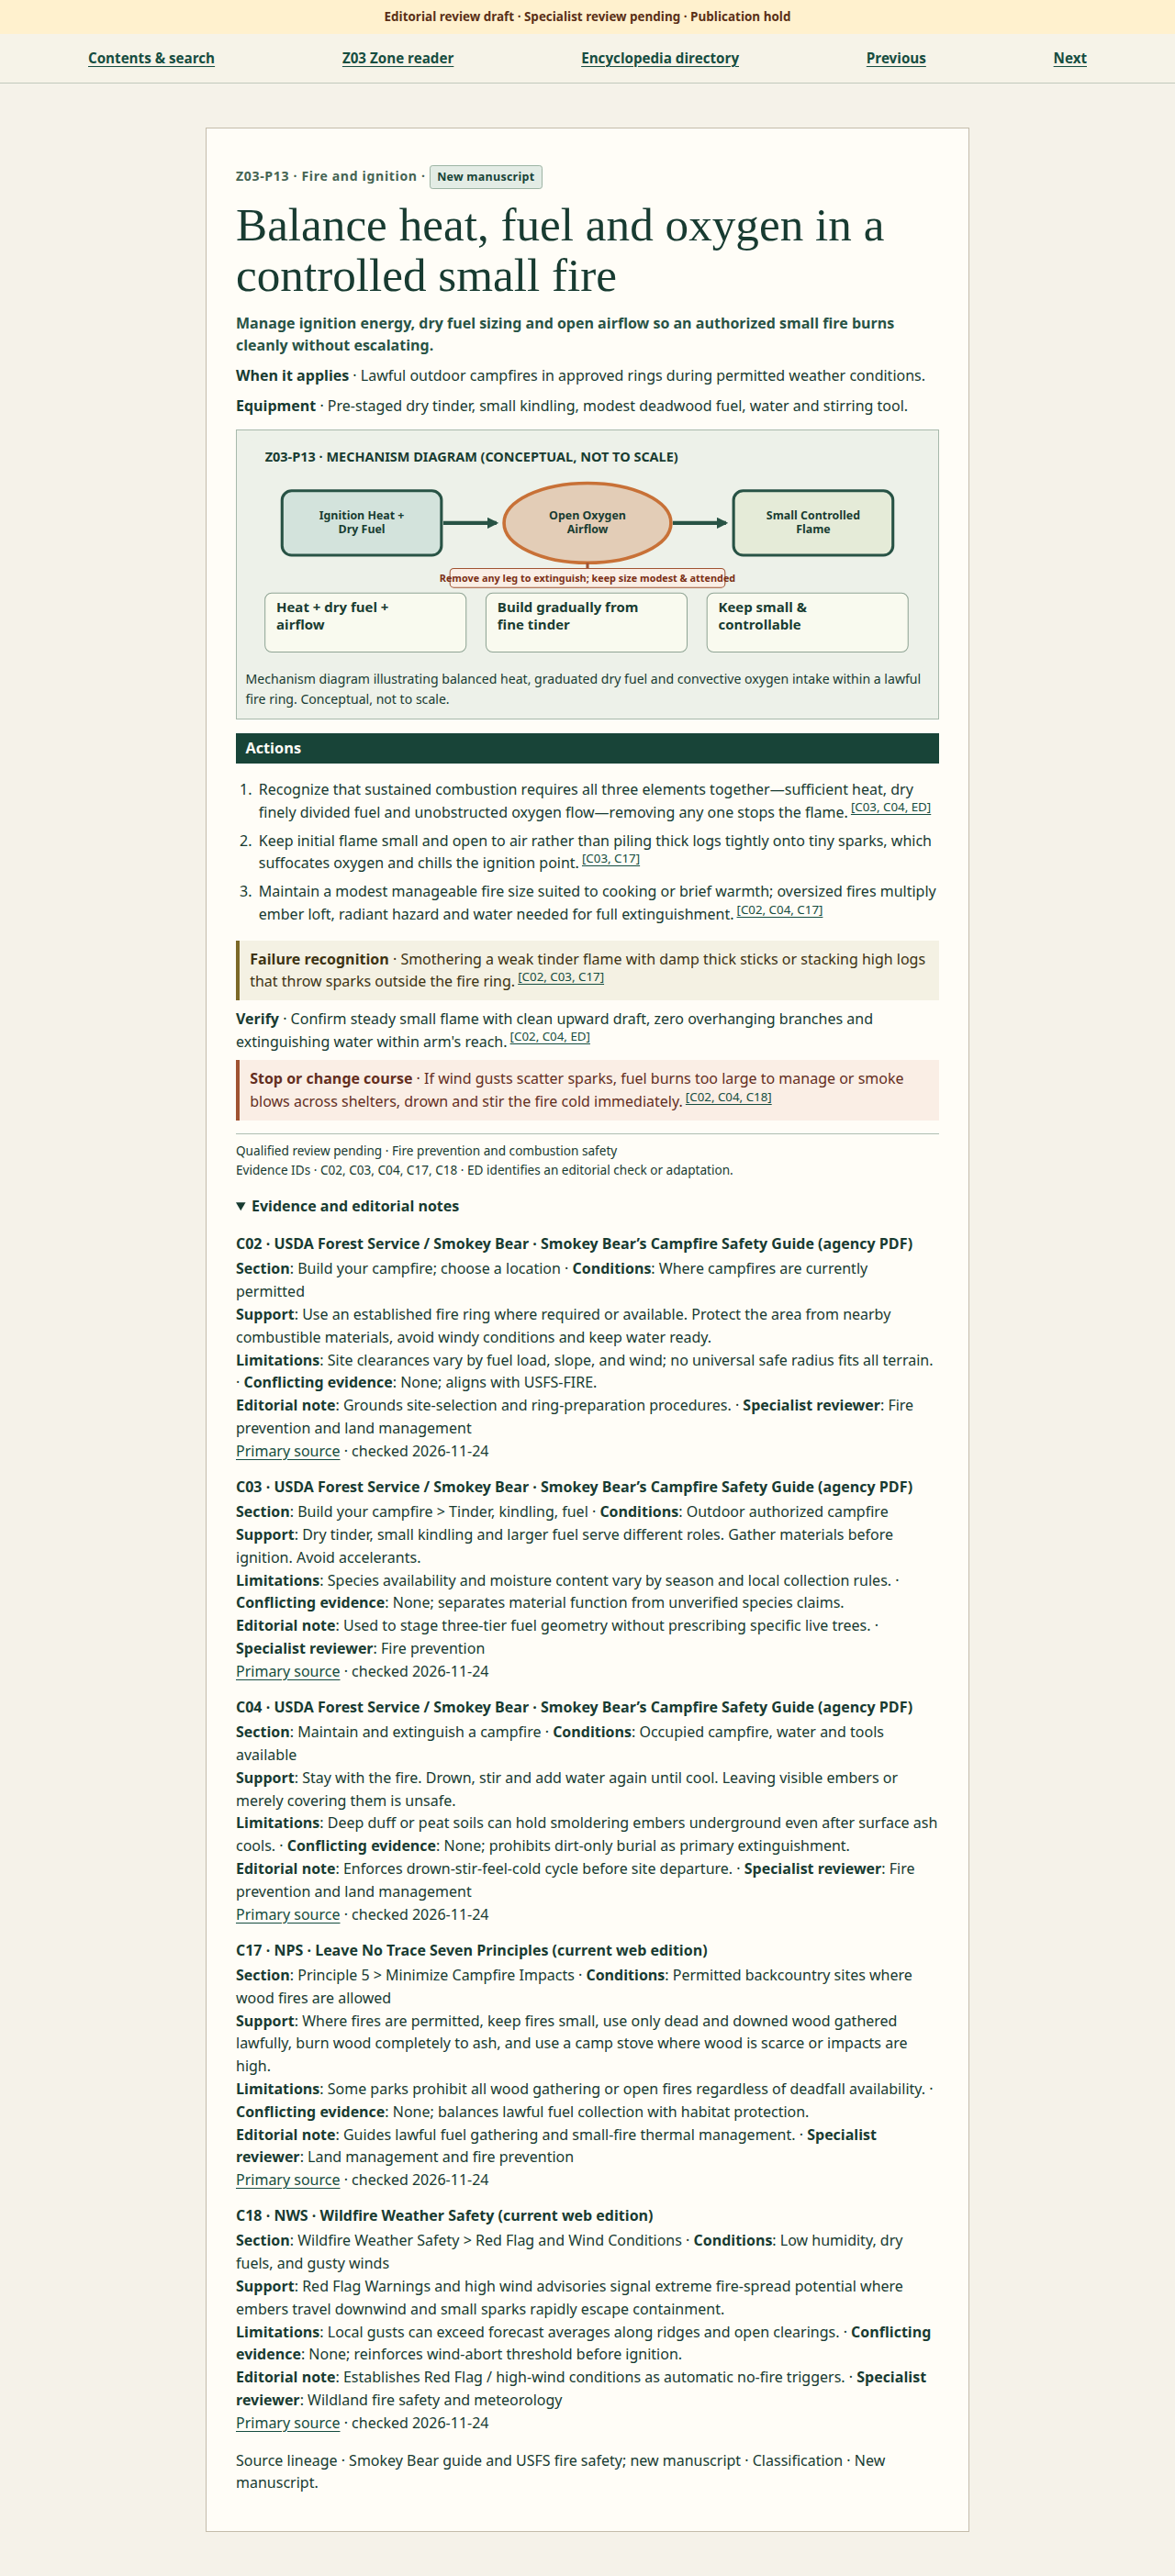 Editorial review draft · Specialist review pending · Publication hold
Contents & search Z03 Zone reader Encyclopedia directory Previous Next
Z03-P13 · Fire and ignition · New manuscript
Balance heat, fuel and oxygen in a
controlled small fire
Manage ignition energy, dry fuel sizing and open airflow so an authorized small fire burns
cleanly without escalating.
When it applies · Lawful outdoor campfires in approved rings during permitted weather conditions.
Equipment · Pre-staged dry tinder, small kindling, modest deadwood fuel, water and stirring tool.
Z03-P13 · MECHANISM DIAGRAM (CONCEPTUAL, NOT TO SCALE)
Ignition Heat +
Dry Fuel
Open Oxygen
Airflow
Small Controlled
Flame
Remove any leg to extinguish; keep size modest & attended
Heat + dry fuel +
airflow
Build gradually from
fine tinder
Keep small &
controllable
Mechanism diagram illustrating balanced heat, graduated dry fuel and convective oxygen intake within a lawful
fire ring. Conceptual, not to scale.
Actions
1. Recognize that sustained combustion requires all three elements together—sufficient heat, dry
finely divided fuel and unobstructed oxygen flow—removing any one stops the flame. [C03, C04, ED]
2. Keep initial flame small and open to air rather than piling thick logs tightly onto tiny sparks, which
suffocates oxygen and chills the ignition point. [C03, C17]
3. Maintain a modest manageable fire size suited to cooking or brief warmth; oversized fires multiply
ember loft, radiant hazard and water needed for full extinguishment. [C02, C04, C17]
Failure recognition · Smothering a weak tinder flame with damp thick sticks or stacking high logs
that throw sparks outside the fire ring. [C02, C03, C17]
Verify · Confirm steady small flame with clean upward draft, zero overhanging branches and
extinguishing water within arm's reach. [C02, C04, ED]
Stop or change course · If wind gusts scatter sparks, fuel burns too large to manage or smoke
blows across shelters, drown and stir the fire cold immediately. [C02, C04, C18]
Qualified review pending · Fire prevention and combustion safety
Evidence IDs · C02, C03, C04, C17, C18 · ED identifies an editorial check or adaptation.
▼ Evidence and editorial notes
C02 · USDA Forest Service / Smokey Bear · Smokey Bear’s Campfire Safety Guide (agency PDF)
Section: Build your campfire; choose a location · Conditions: Where campfires are currently
permitted
Support: Use an established fire ring where required or available. Protect the area from nearby
combustible materials, avoid windy conditions and keep water ready.
Limitations: Site clearances vary by fuel load, slope, and wind; no universal safe radius fits all terrain.
· Conflicting evidence: None; aligns with USFS-FIRE.
Editorial note: Grounds site-selection and ring-preparation procedures. · Specialist reviewer: Fire
prevention and land management
Primary source · checked 2026-11-24
C03 · USDA Forest Service / Smokey Bear · Smokey Bear’s Campfire Safety Guide (agency PDF)
Section: Build your campfire > Tinder, kindling, fuel · Conditions: Outdoor authorized campfire
Support: Dry tinder, small kindling and larger fuel serve different roles. Gather materials before
ignition. Avoid accelerants.
Limitations: Species availability and moisture content vary by season and local collection rules. ·
Conflicting evidence: None; separates material function from unverified species claims.
Editorial note: Used to stage three-tier fuel geometry without prescribing specific live trees. ·
Specialist reviewer: Fire prevention
Primary source · checked 2026-11-24
C04 · USDA Forest Service / Smokey Bear · Smokey Bear’s Campfire Safety Guide (agency PDF)
Section: Maintain and extinguish a campfire · Conditions: Occupied campfire, water and tools
available
Support: Stay with the fire. Drown, stir and add water again until cool. Leaving visible embers or
merely covering them is unsafe.
Limitations: Deep duff or peat soils can hold smoldering embers underground even after surface ash
cools. · Conflicting evidence: None; prohibits dirt-only burial as primary extinguishment.
Editorial note: Enforces drown-stir-feel-cold cycle before site departure. · Specialist reviewer: Fire
prevention and land management
Primary source · checked 2026-11-24
C17 · NPS · Leave No Trace Seven Principles (current web edition)
Section: Principle 5 > Minimize Campfire Impacts · Conditions: Permitted backcountry sites where
wood fires are allowed
Support: Where fires are permitted, keep fires small, use only dead and downed wood gathered
lawfully, burn wood completely to ash, and use a camp stove where wood is scarce or impacts are
high.
Limitations: Some parks prohibit all wood gathering or open fires regardless of deadfall availability. ·
Conflicting evidence: None; balances lawful fuel collection with habitat protection.
Editorial note: Guides lawful fuel gathering and small-fire thermal management. · Specialist
reviewer: Land management and fire prevention
Primary source · checked 2026-11-24
C18 · NWS · Wildfire Weather Safety (current web edition)
Section: Wildfire Weather Safety > Red Flag and Wind Conditions · Conditions: Low humidity, dry
fuels, and gusty winds
Support: Red Flag Warnings and high wind advisories signal extreme fire-spread potential where
embers travel downwind and small sparks rapidly escape containment.
Limitations: Local gusts can exceed forecast averages along ridges and open clearings. · Conflicting
evidence: None; reinforces wind-abort threshold before ignition.
Editorial note: Establishes Red Flag / high-wind conditions as automatic no-fire triggers. · Specialist
reviewer: Wildland fire safety and meteorology
Primary source · checked 2026-11-24
Source lineage · Smokey Bear guide and USFS fire safety; new manuscript · Classification · New
manuscript.